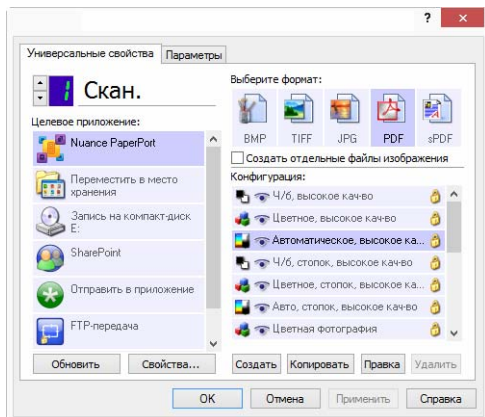 ?
Универсальные свойства Параметры
1 Скан.
Выберите формат:
BMP TIFF JPG PDF sPDF
Создать отдельные файлы изображения
Целевое приложение:
Nuance PaperPort
Переместить в место
хранения
Запись на компакт-диск
E:
SharePoint
Отправить в приложение
FTP-передача
Конфигурация:
Ч/б, высокое кач-во
Цветное, высокое кач-во
Автоматическое, высокое ка...
Ч/б, стопок, высокое кач-во
Цветное, стопок, высокое ка...
Авто, стопок, высокое кач-во
Цветная фотография
Обновить Свойства... Создать Копировать Правка Удалить
OK Отмена Применить Справка